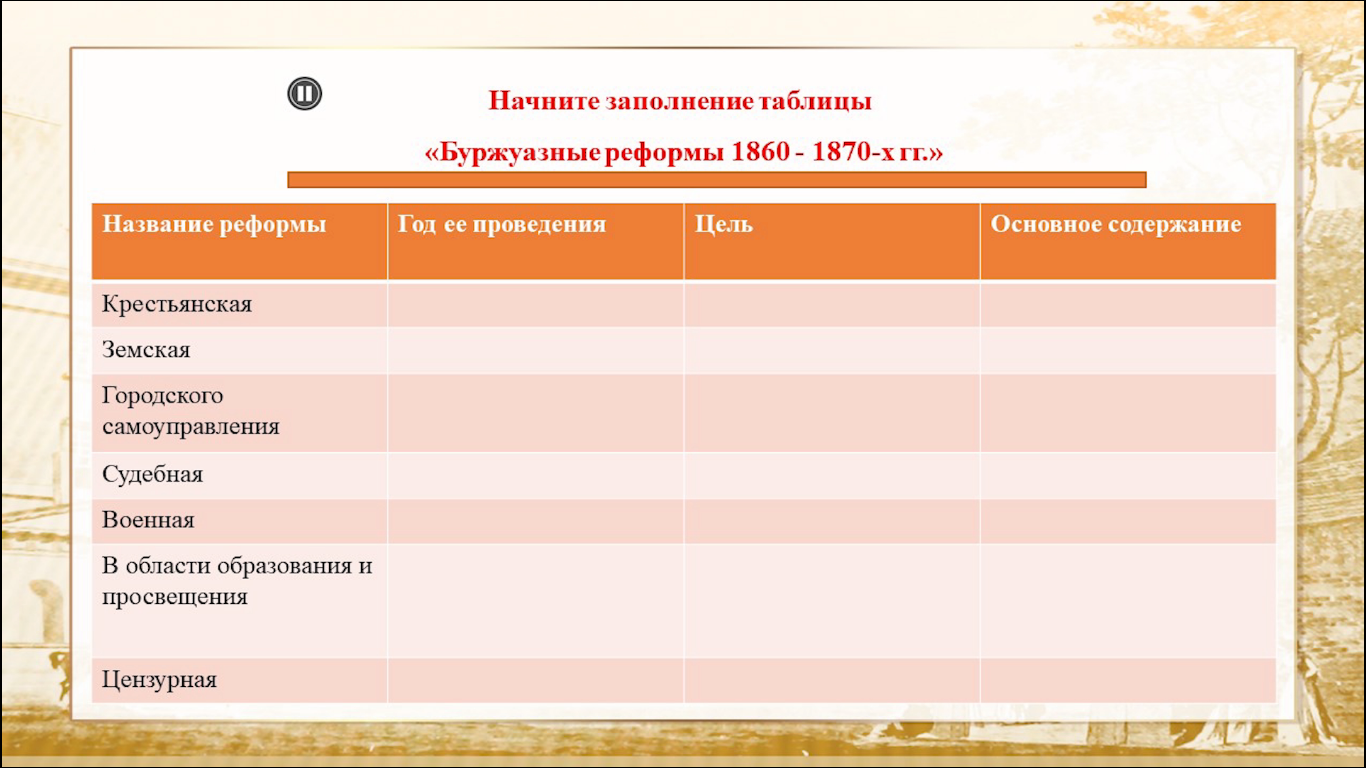 Начните заполнение таблицы
«Буржуазные реформы 1860 - 1870-х гг.»
Название реформы
Год ее проведения
Цель
Основное содержание
Крестьянская
Земская
Городского
самоуправления
Судебная
Военная
В области образования и
просвещения
Цензурная